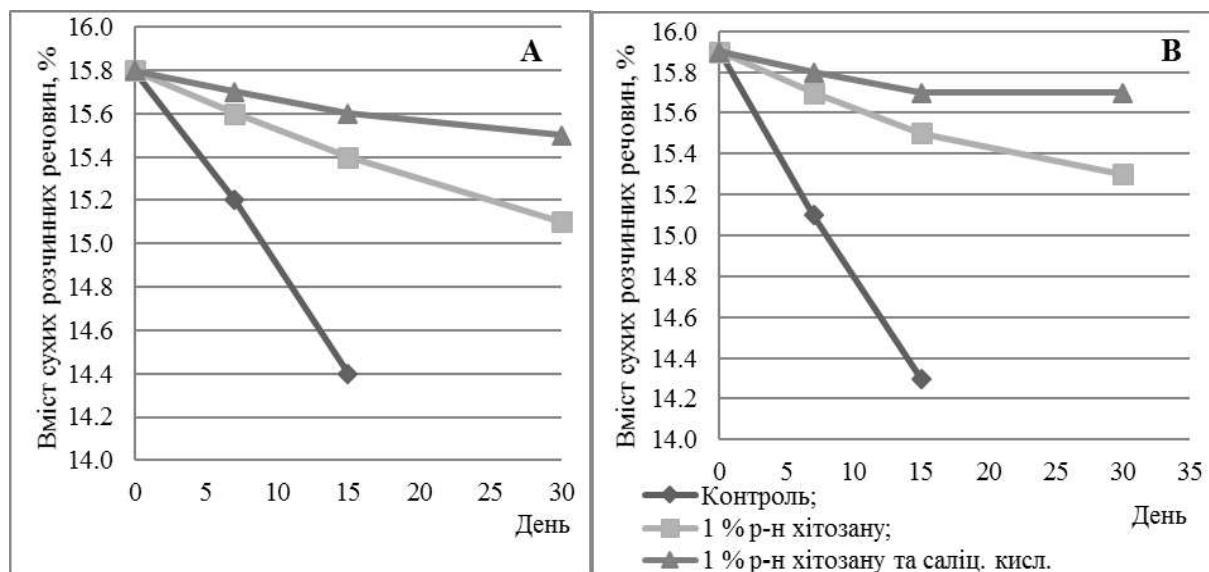 Вміст сухих розчинних речовин, %
16.0
15.8
15.6
15.4
15.2
15.0
14.8
14.6
14.4
14.2
14.0
0 5 10 15 20 25 30
День
A
Вміст сухих розчинних речовин, %
16.0
15.8
15.6
15.4
15.2
15.0
14.8
14.6
14.4
14.2
14.0
0 5 10 15 20 25 30 35
День
B
Контроль;
1 % р-н хітозану;
1 % р-н хітозану та саліц. кисл.